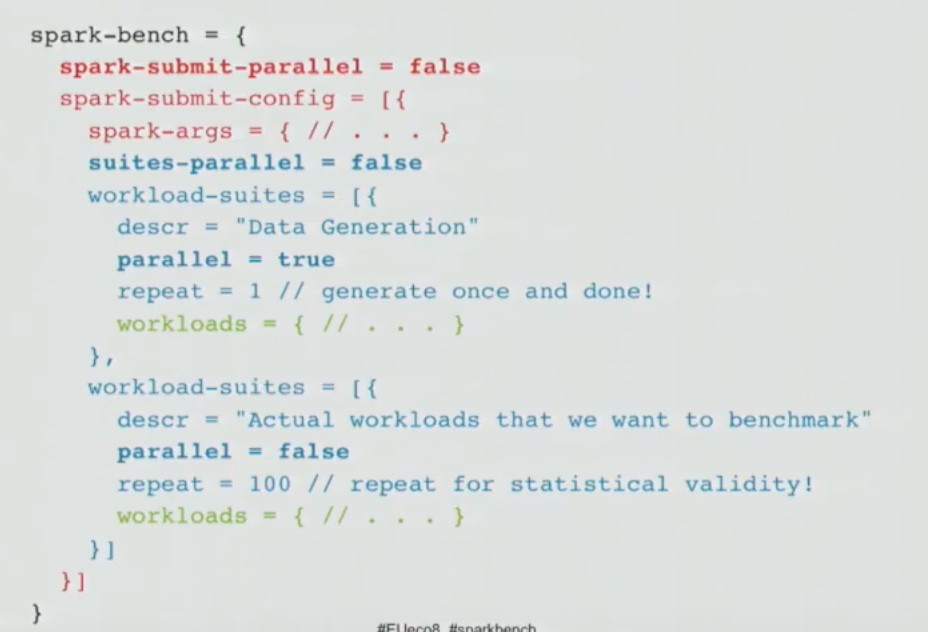 spark-bench = {
spark-submit-parallel = false
spark-submit-config = [{
spark-args = { // . . . }
suites-parallel = false
workload-suites = [{
descr = "Data Generation"
parallel = true
repeat = 1 // generate once and done!
workloads = { // . . . }
},
workload-suites = [{
descr = "Actual workloads that we want to benchmark"
parallel = false
repeat = 100 // repeat for statistical validity!
workloads = { // . . . }
}]
}]
}
#EUeco8 #sparkbench